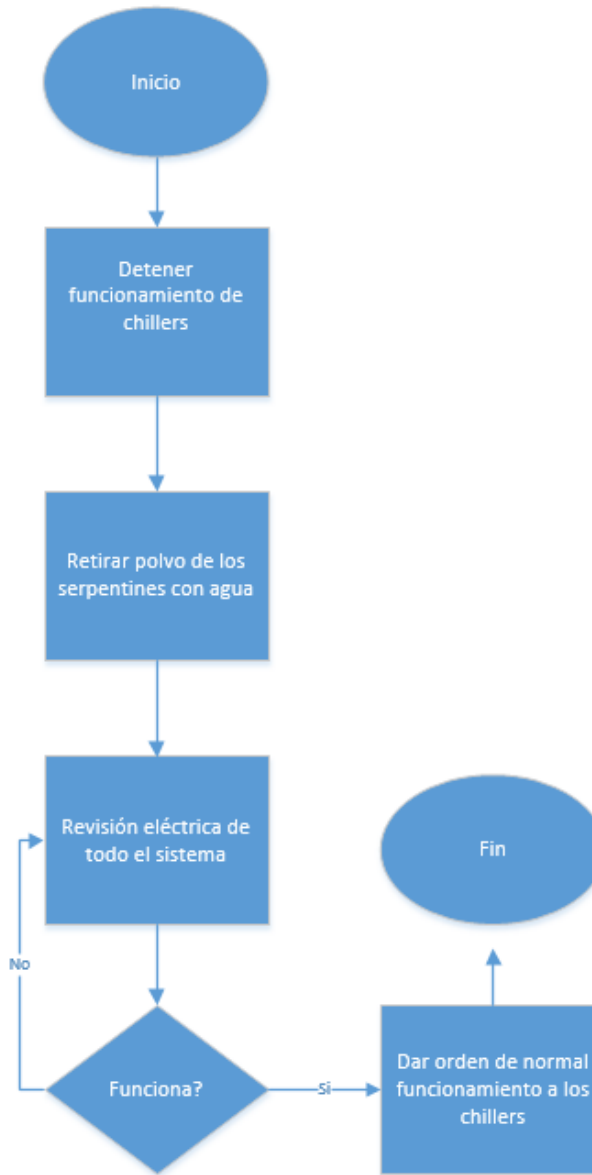 Inicio
Detener
funcionamiento de
chillers
Retirar polvo de los
serpentines con agua
Revisión eléctrica de
todo el sistema
No
Funciona?
Si
Dar orden de normal
funcionamiento a los
chillers
Fin